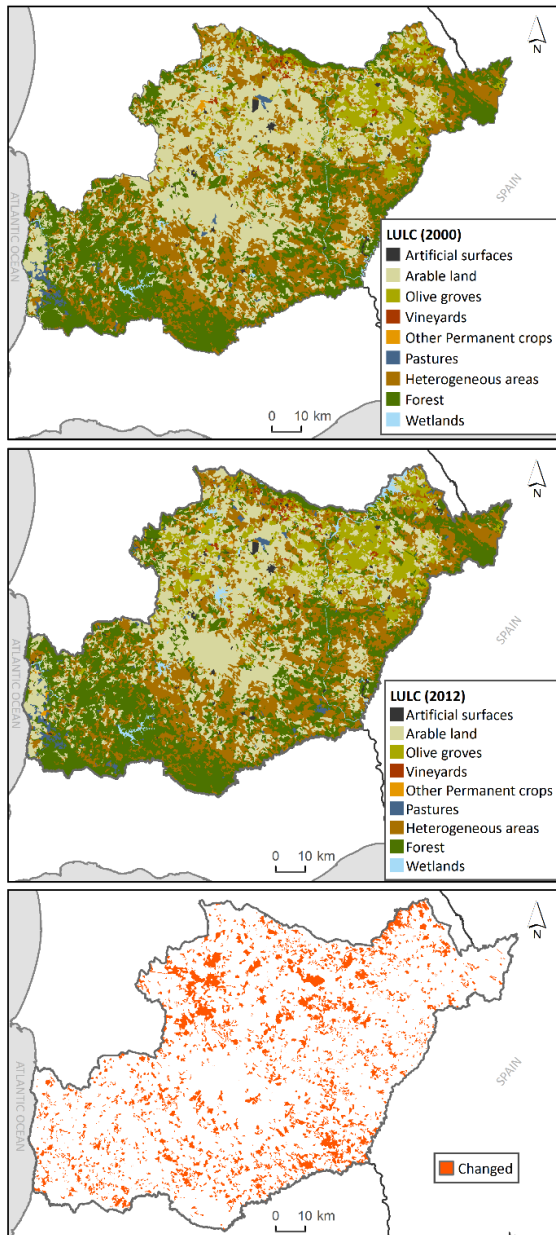 N
ATLANTIC OCEAN
SPAIN
LULC (2000)
Artificial surfaces
Arable land
Olive groves
Vineyards
Other Permanent crops
Pastures
Heterogeneous areas
Forest
Wetlands
0 10 km
N
ATLANTIC OCEAN
SPAIN
LULC (2012)
Artificial surfaces
Arable land
Olive groves
Vineyards
Other Permanent crops
Pastures
Heterogeneous areas
Forest
Wetlands
0 10 km
N
ATLANTIC OCEAN
SPAIN
Changed
0 10 km